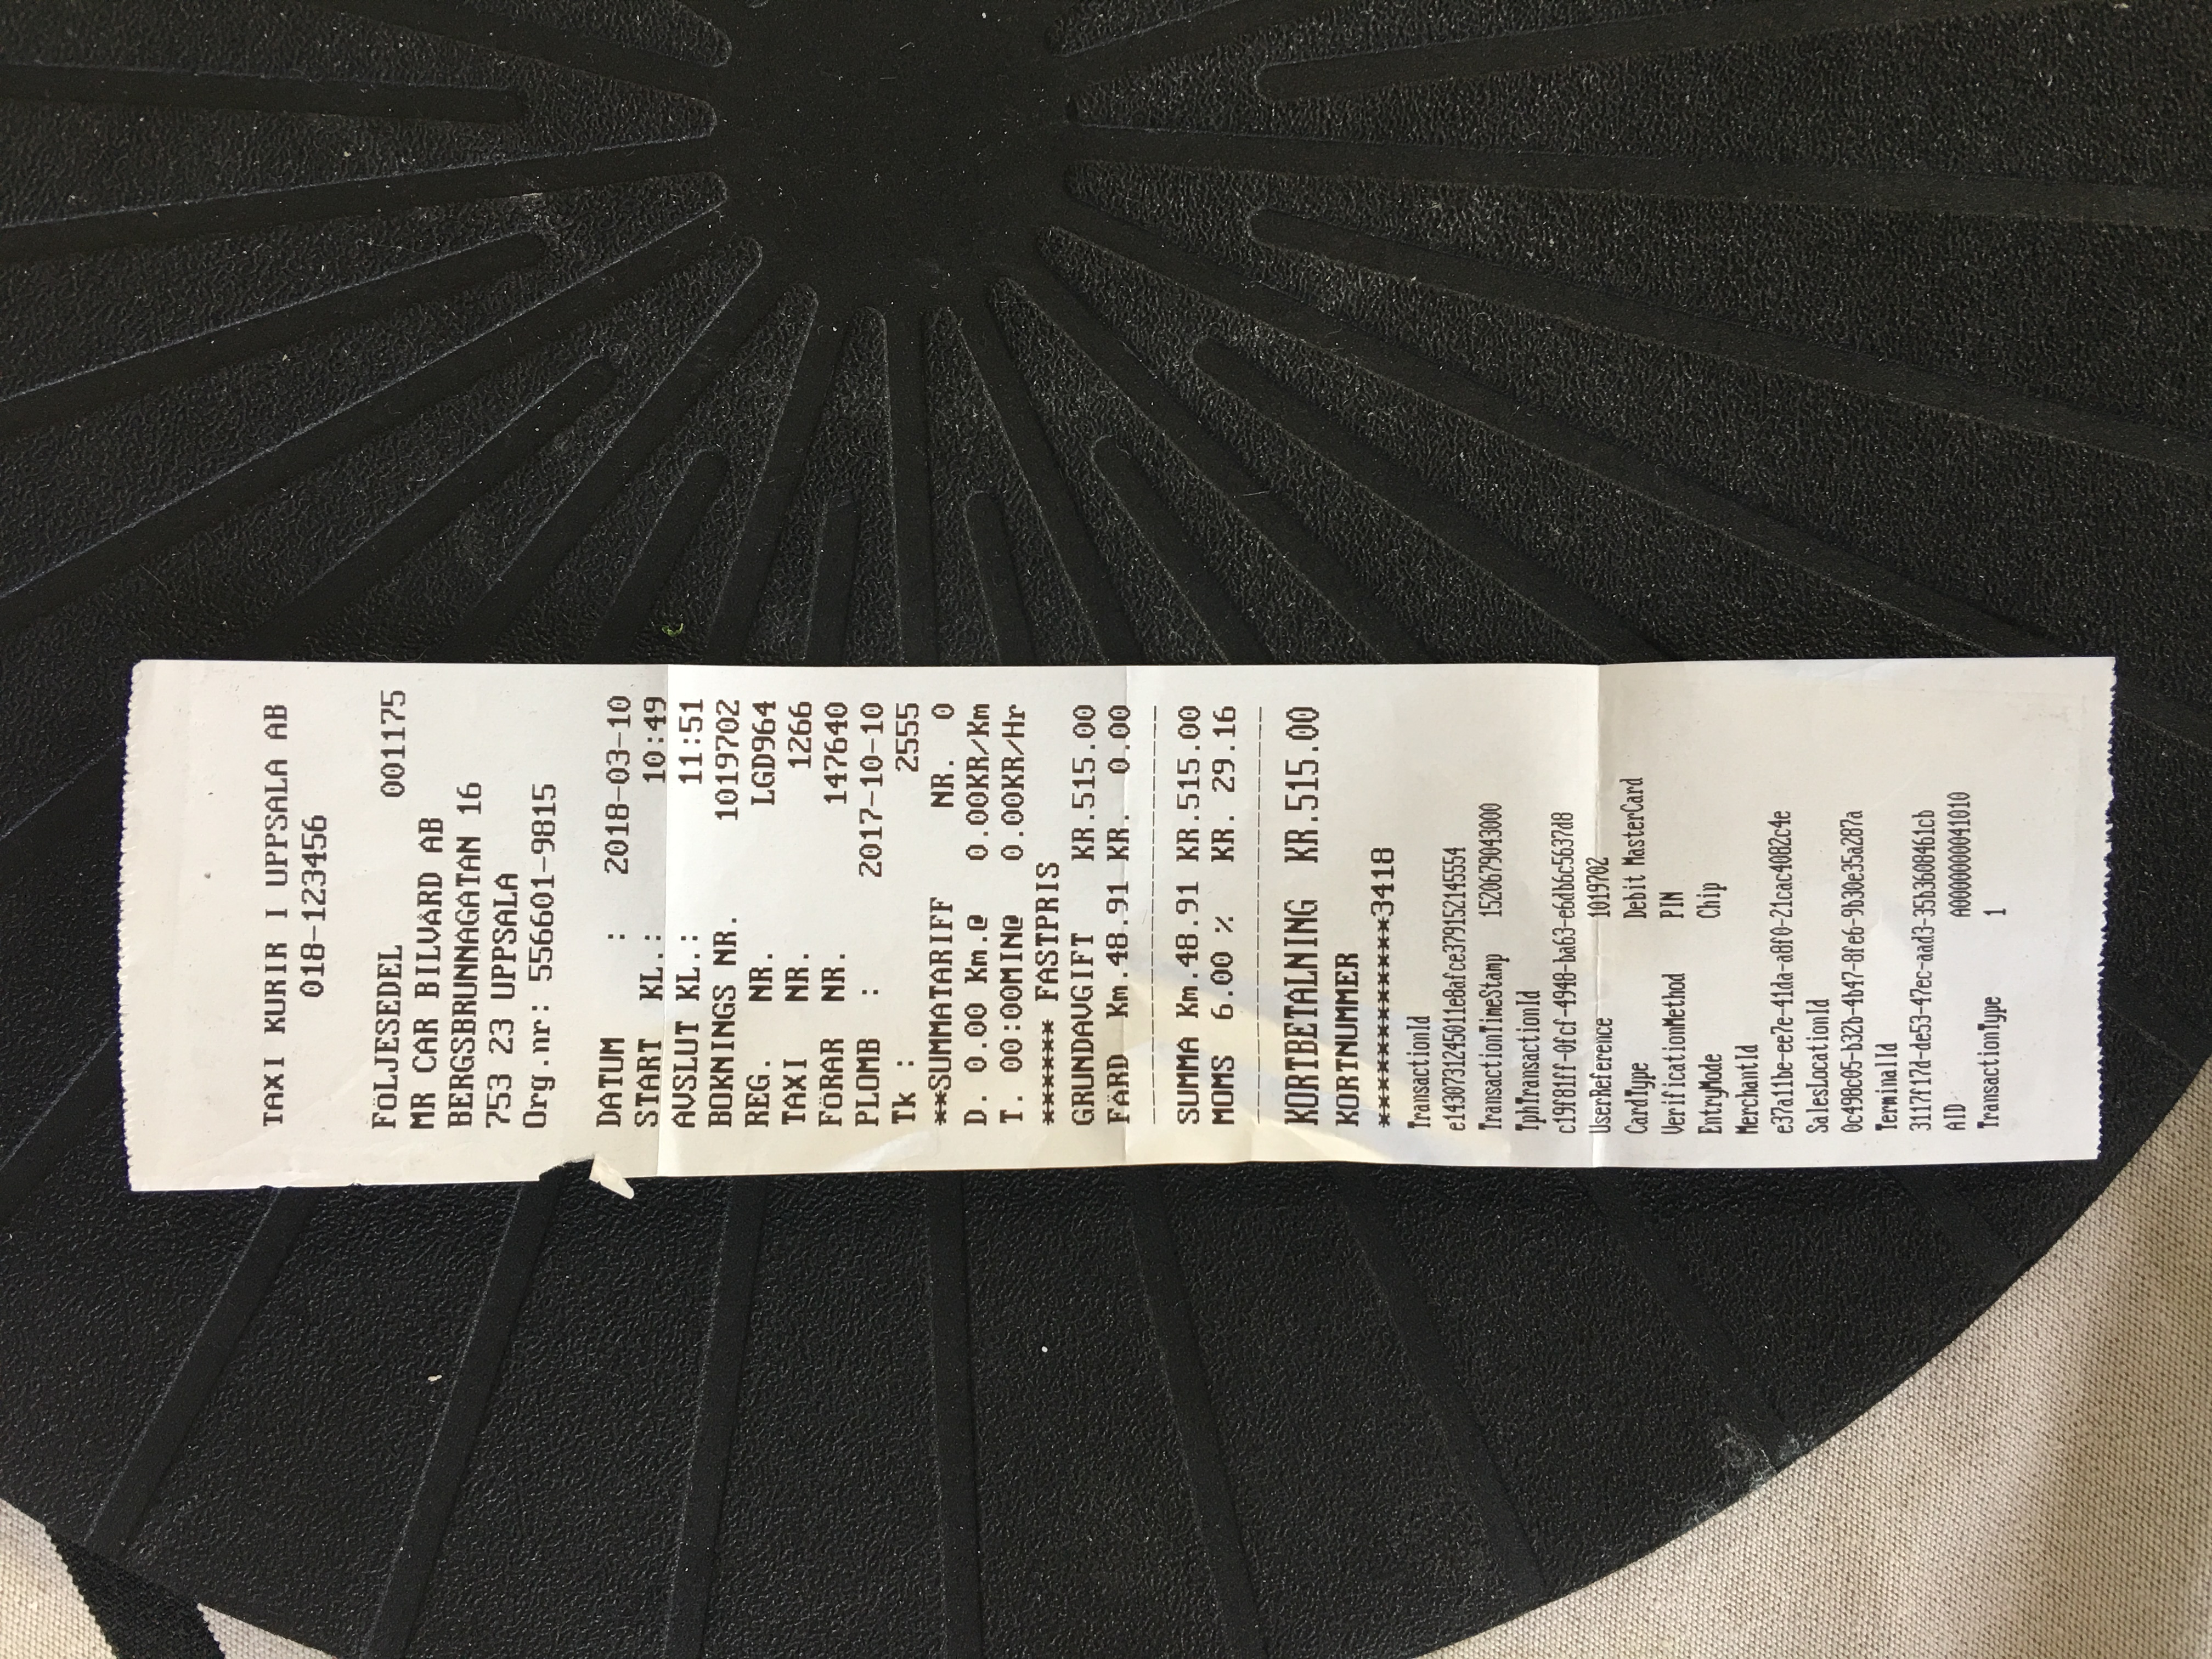 TAXI KURIR I UPPSALA AB
018-123456
FÖLJESEDEL 001175
MR CAR BILVÅRD AB
BERGSBRUNNAGATAN 16
753 23 UPPSALA
Org.nr: 556601-9815
DATUM : 2018-03-10
START KL.: 10:49
AVSLUT KL.: 11:51
BOKNINGS NR. 1019702
REG. NR. LGD964
TAXI NR. 1266
FÖRAR NR. 147640
PLOMB : 2017-10-10
Tk : 2555
**SUMMATARIFF NR. 0
D. 0.00 Km.@ 0.00KR/Km
T. 00:00MIN@ 0.00KR/Hr
****** FASTPRIS
GRUNDAVGIFT KR.515.00
FÄRD Km.48.91 KR. 0.00
SUMMA Km.48.91 KR.515.00
MOMS 6.00 % KR. 29.16
KORTBETALNING KR.515.00
KORTNUMMER
************3418
TransactionId
e1430731245011e8afce379152145554
TransactionTimeStamp 1520679043000
TphTransactionId
c19f81ff-0fcf-4948-ba63-e6db6c5637d8
UserReference 1019702
CardType Debit MasterCard
VerificationMethod PIN
EntryMode Chip
MerchantId
e37a11be-ee7e-41da-a8f0-21cac4082c4e
SalesLocationId
0c498c05-b32b-4b47-8fe6-9b30e35a287a
TerminalId
3117f17d-de53-47ec-aad3-35b3608461cb
AID A0000000041010
TransactionType 1